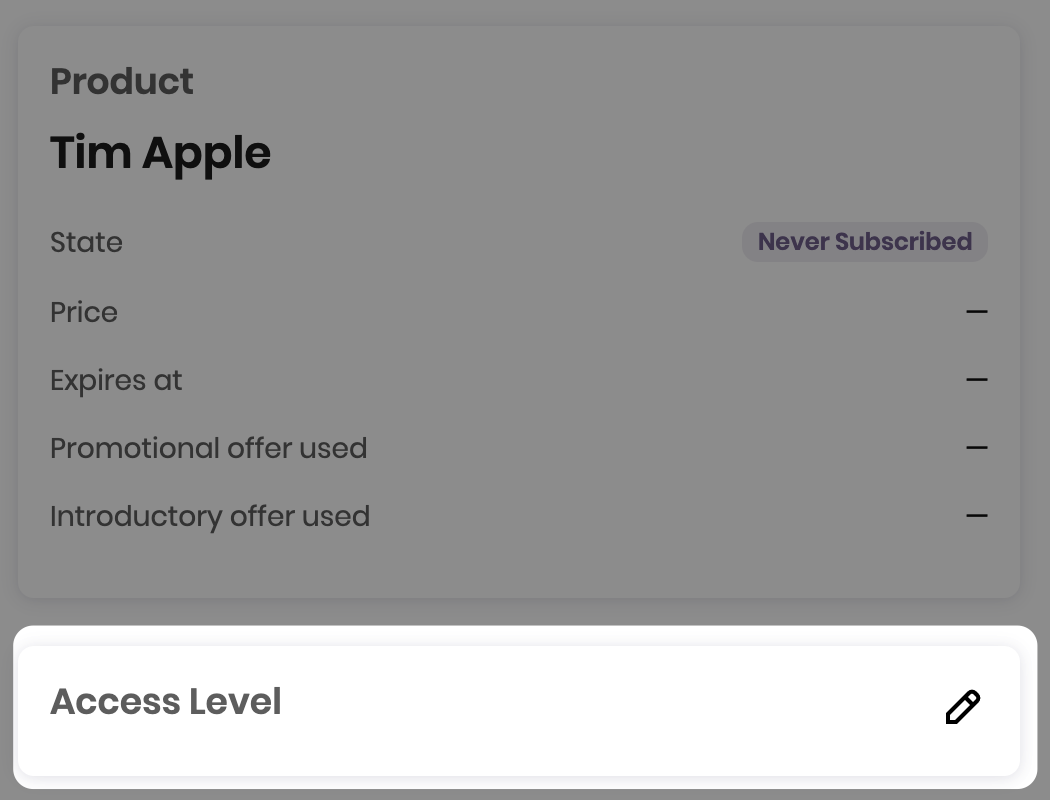 Product
Tim Apple
State Never Subscribed
Price —
Expires at —
Promotional offer used —
Introductory offer used —
Access Level